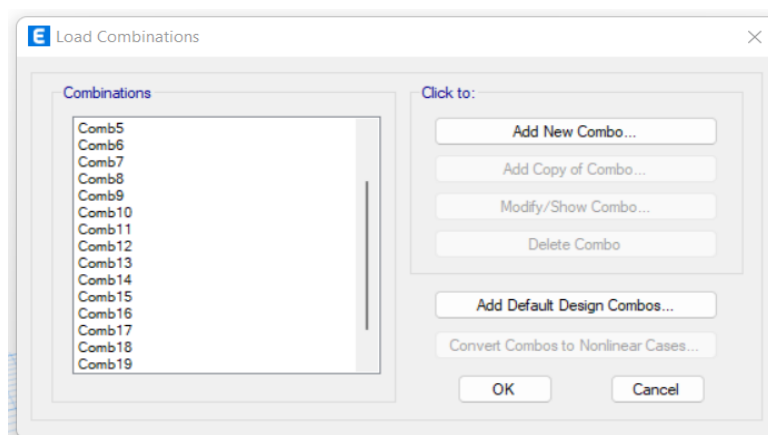 E Load Combinations
Combinations
Comb5
Comb6
Comb7
Comb8
Comb9
Comb10
Comb11
Comb12
Comb13
Comb14
Comb15
Comb16
Comb17
Comb18
Comb19
Click to:
Add New Combo...
Add Copy of Combo...
Modify/Show Combo...
Delete Combo
Add Default Design Combos...
Convert Combos to Nonlinear Cases...
OK
Cancel